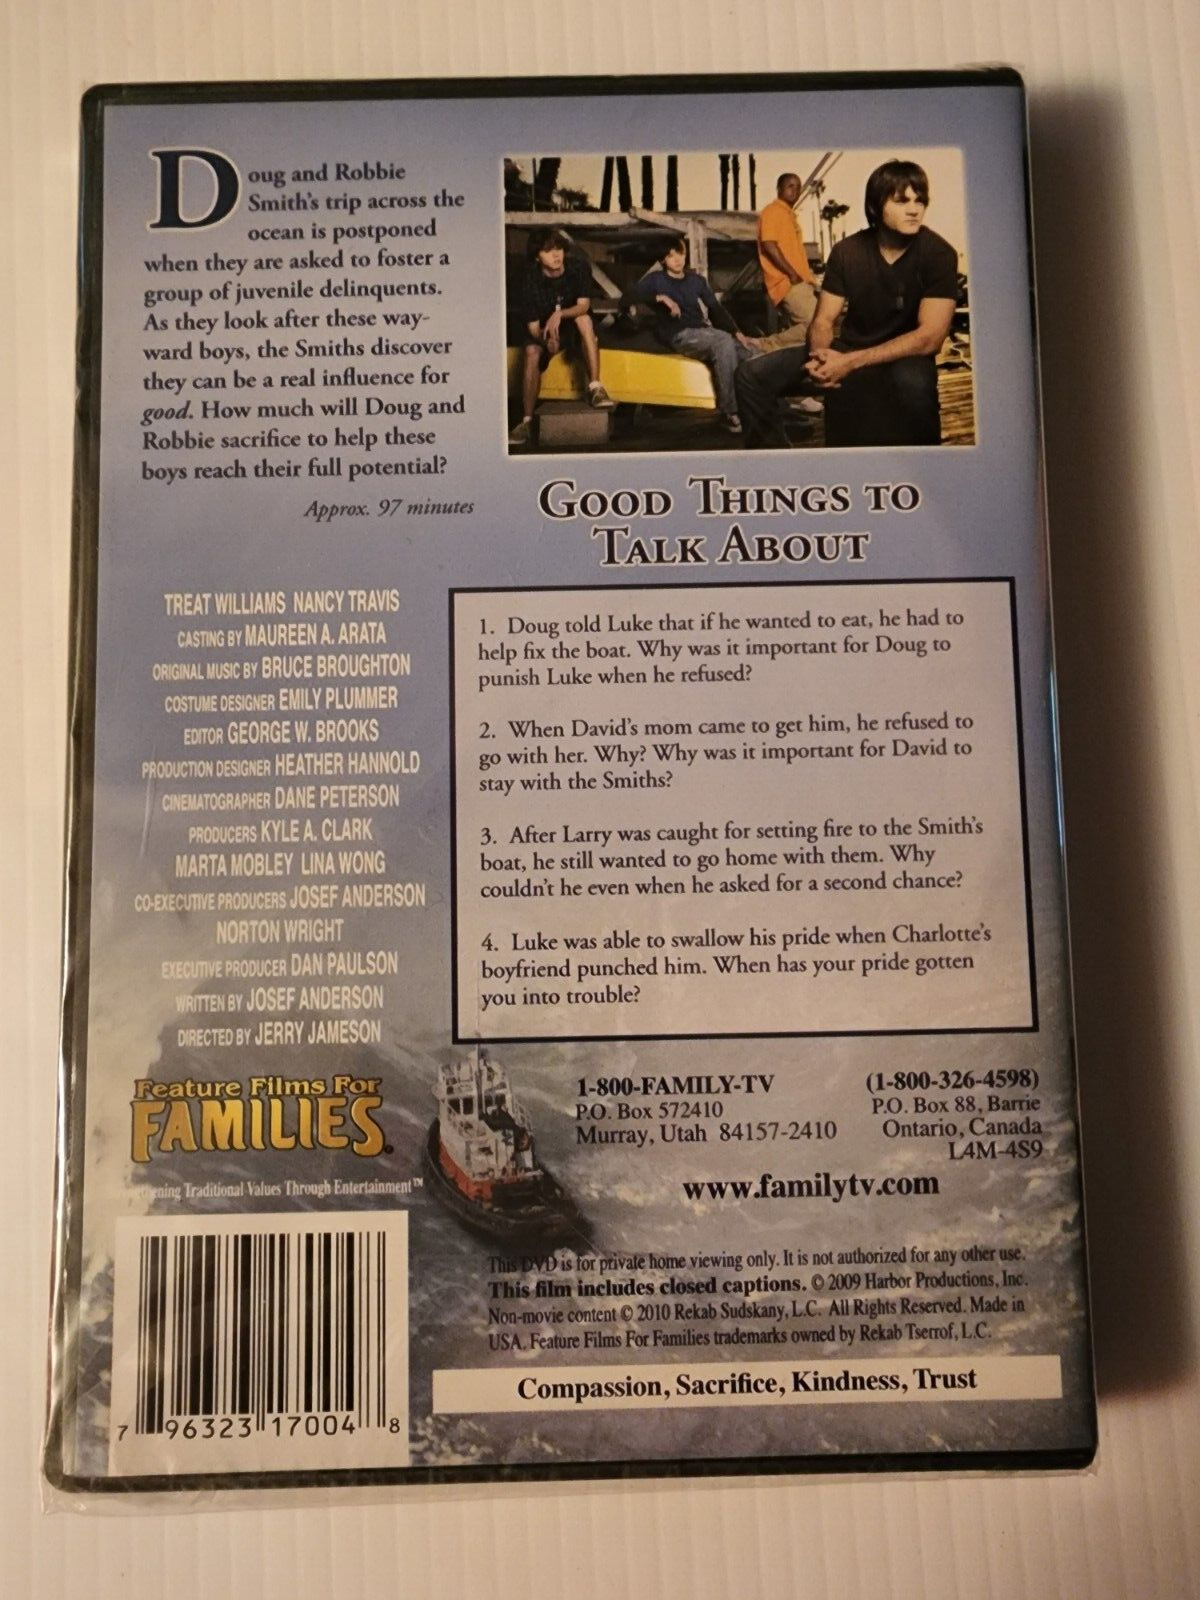 Doug and Robbie
Smith's trip across the
ocean is postponed
when they are asked to foster a
group of juvenile delinquents.
As they look after these way-
ward boys, the Smiths discover
they can be a real influence for
good. How much will Doug and
Robbie sacrifice to help these
boys reach their full potential?
Approx. 97 minutes
TREAT WILLIAMS NANCY TRAVIS
CASTING BY MAUREEN A. ARATA
ORIGINAL MUSIC BY BRUCE BROUGHTON
COSTUME DESIGNER EMILY PLUMMER
EDITOR GEORGE W. BROOKS
PRODUCTION DESIGNER HEATHER HANNOLD
CINEMATOGRAPHER DANE PETERSON
PRODUCERS KYLE A. CLARK
MARTA MOBLEY LINA WONG
CO-EXECUTIVE PRODUCERS JOSEF ANDERSON
NORTON WRIGHT
EXECUTIVE PRODUCER DAN PAULSON
WRITTEN BY JOSEF ANDERSON
DIRECTED BY JERRY JAMESON
GOOD THINGS TO
TALK ABOUT
1. Doug told Luke that if he wanted to eat, he had to
help fix the boat. Why was it important for Doug to
punish Luke when he refused?
2. When David's mom came to get him, he refused to
go with her. Why? Why was it important for David to
stay with the Smiths?
3. After Larry was caught for setting fire to the Smith's
boat, he still wanted to go home with them. Why
couldn't he even when he asked for a second chance?
4. Luke was able to swallow his pride when Charlotte's
boyfriend punched him. When has your pride gotten
you into trouble?
Feature Films For
FAMILIES®
Traditional Values Through Entertainment™
1-800-FAMILY-TV
P.O. Box 572410
Murray, Utah 84157-2410
(1-800-326-4598)
P.O. Box 88, Barrie
Ontario, Canada
L4M-4S9
www.familytv.com
This DVD is for private home viewing only. It is not authorized for any other use.
This film includes closed captions. © 2009 Harbor Productions, Inc.
Non-movie content © 2010 Rekab Sudskany, L.C. All Rights Reserved. Made in
USA. Feature Films For Families trademarks owned by Rekab Tserrof, L.C.
Compassion, Sacrifice, Kindness, Trust
7 96323 17004 8